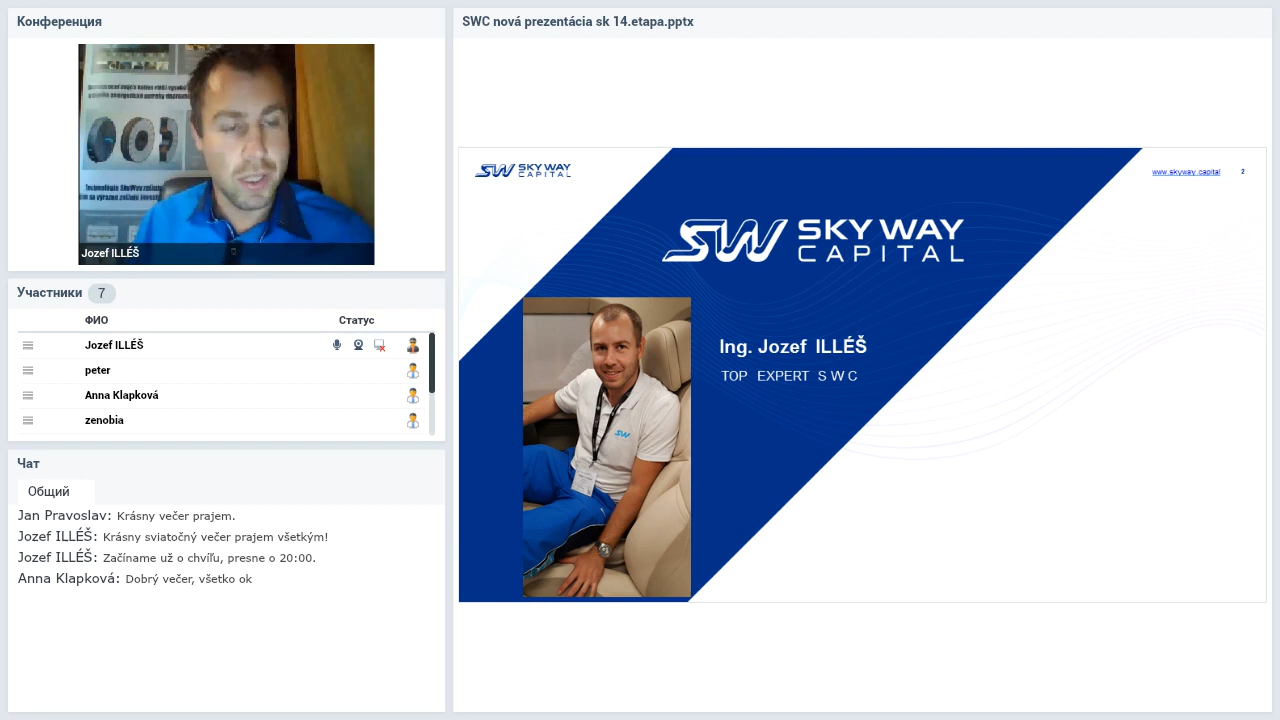 Конференция
Jozef ILLÉŠ
Участники 7
ФИО Статус
Jozef ILLÉŠ
peter
Anna Klapková
zenobia
Чат
Общий
Jan Pravoslav: Krásny večer prajem.
Jozef ILLÉŠ: Krásny sviatočný večer prajem všetkým!
Jozef ILLÉŠ: Začíname už o chvíľu, presne o 20:00.
Anna Klapková: Dobrý večer, všetko ok
SWC nová prezentácia sk 14.etapa.pptx
SW SKY WAY
CAPITAL
www.skyway.capital 2
SW SKY WAY
CAPITAL
Ing. Jozef ILLÉŠ
TOP EXPERT S W C
SW